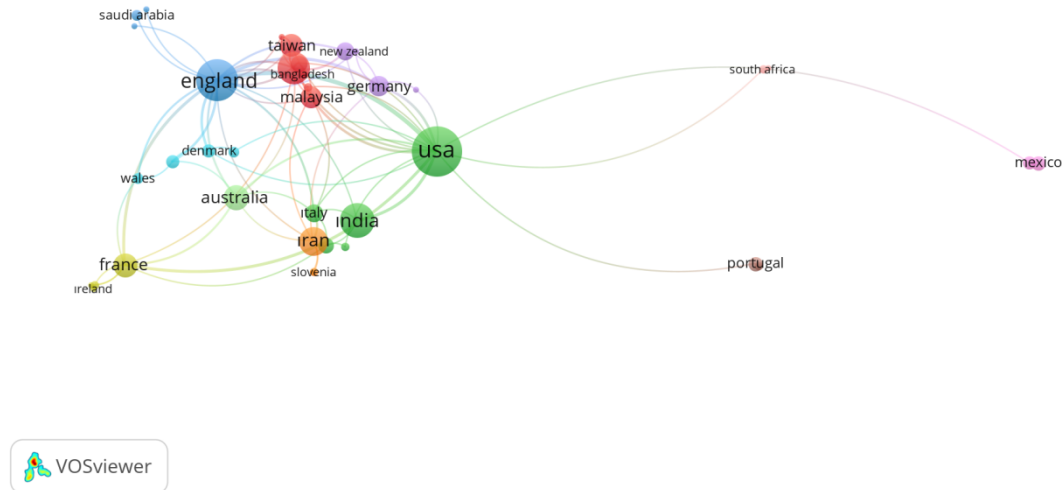 saudi arabia
taiwan
new zealand
england
bangladesh
germany
malaysia
south africa
usa
denmark
mexico
wales
australia
italy
india
iran
france
portugal
slovenia
ireland
VOSviewer